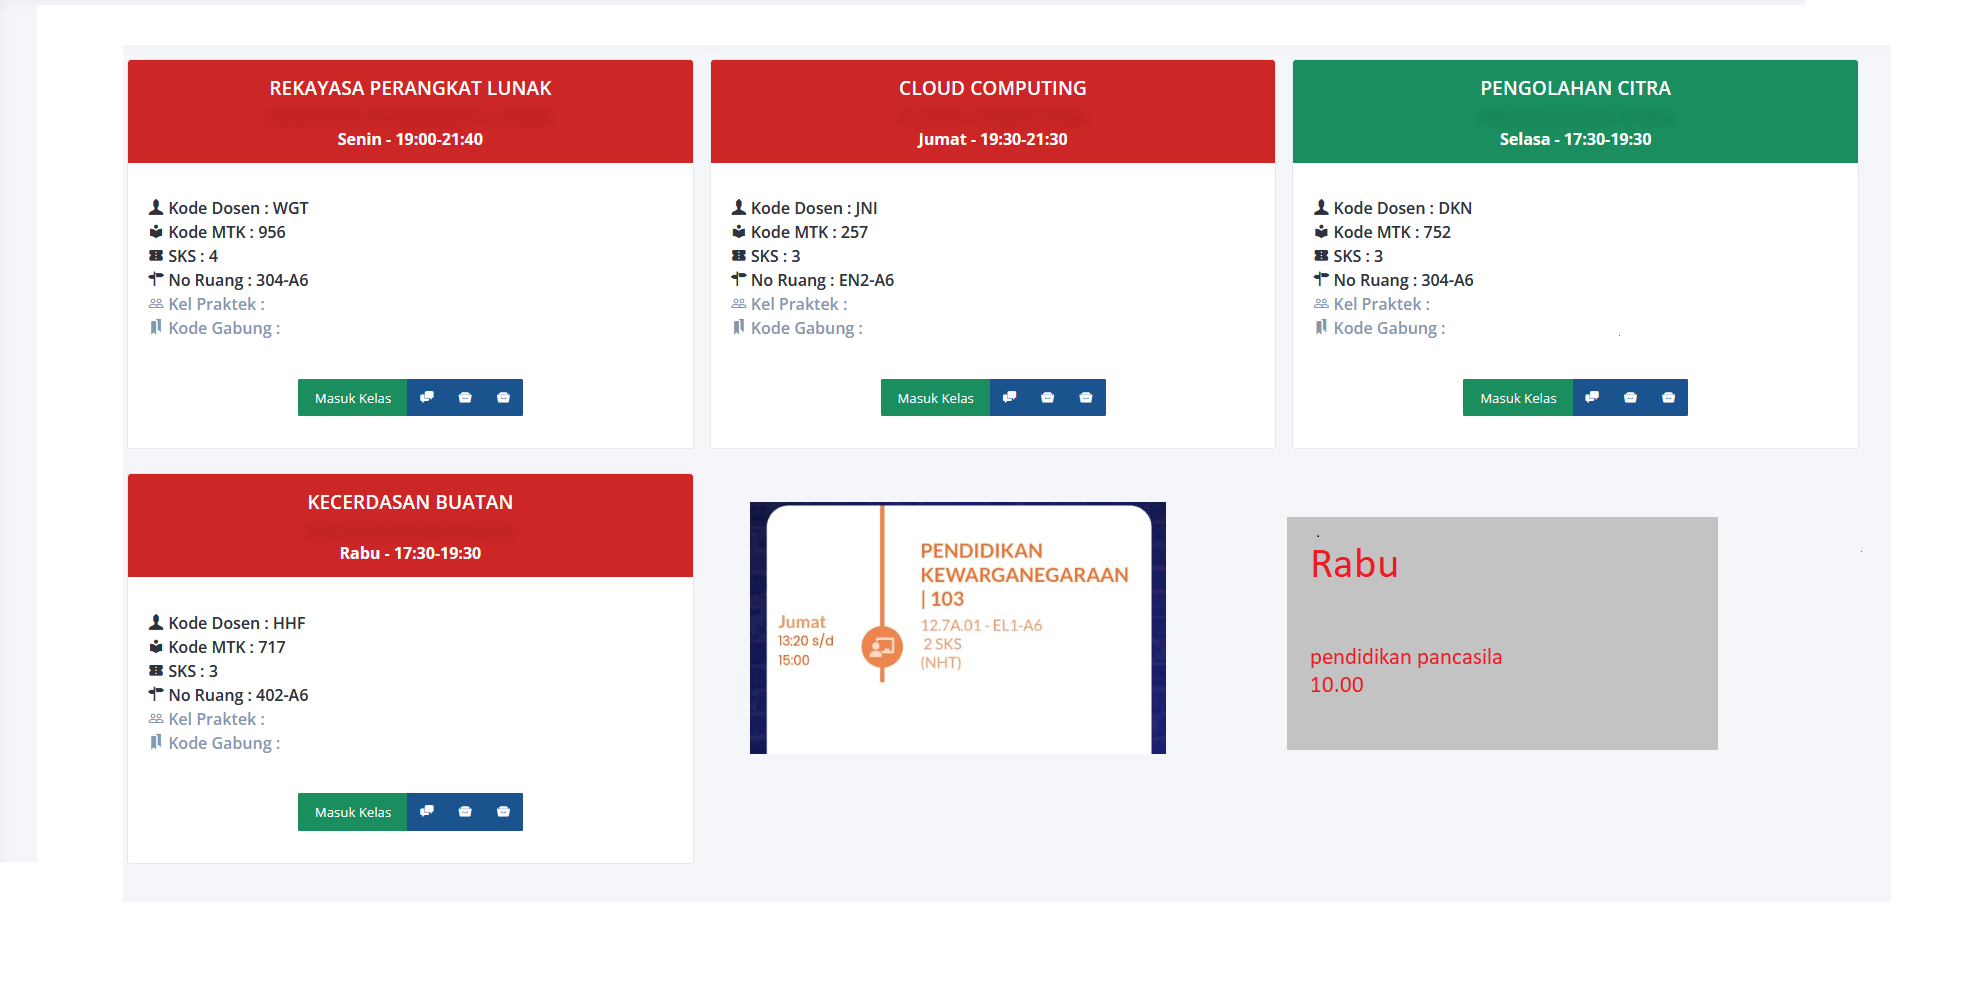 REKAYASA PERANGKAT LUNAK
Senin - 19:00-21:40
Kode Dosen : WGT
Kode MTK : 956
SKS : 4
No Ruang : 304-A6
Kel Praktek :
Kode Gabung :
Masuk Kelas
CLOUD COMPUTING
Jumat - 19:30-21:30
Kode Dosen : JNI
Kode MTK : 257
SKS : 3
No Ruang : EN2-A6
Kel Praktek :
Kode Gabung :
Masuk Kelas
PENGOLAHAN CITRA
Selasa - 17:30-19:30
Kode Dosen : DKN
Kode MTK : 752
SKS : 3
No Ruang : 304-A6
Kel Praktek :
Kode Gabung :
Masuk Kelas
KECERDASAN BUATAN
Rabu - 17:30-19:30
Kode Dosen : HHF
Kode MTK : 717
SKS : 3
No Ruang : 402-A6
Kel Praktek :
Kode Gabung :
Masuk Kelas
Jumat
13:20 s/d
15:00
PENDIDIKAN
KEWARGANEGARAAN
| 103
12.7A.01 - EL1-A6
2 SKS
(NHT)
Rabu
pendidikan pancasila
10.00